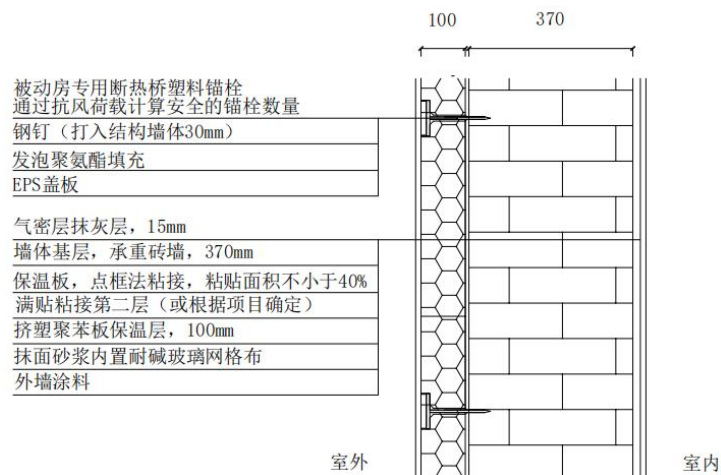 100
370
被动房专用断热桥塑料锚栓
通过抗风荷载计算安全的锚栓数量
钢钉（打入结构墙体30mm）
发泡聚氨酯填充
EPS盖板
气密层抹灰层，15mm
墙体基层，承重砖墙，370mm
保温板，点框法粘接，粘贴面积不小于40%
满贴粘接第二层（或根据项目确定）
挤塑聚苯板保温层，100mm
抹面砂浆内置耐碱玻璃网格布
外墙涂料
室外
室内